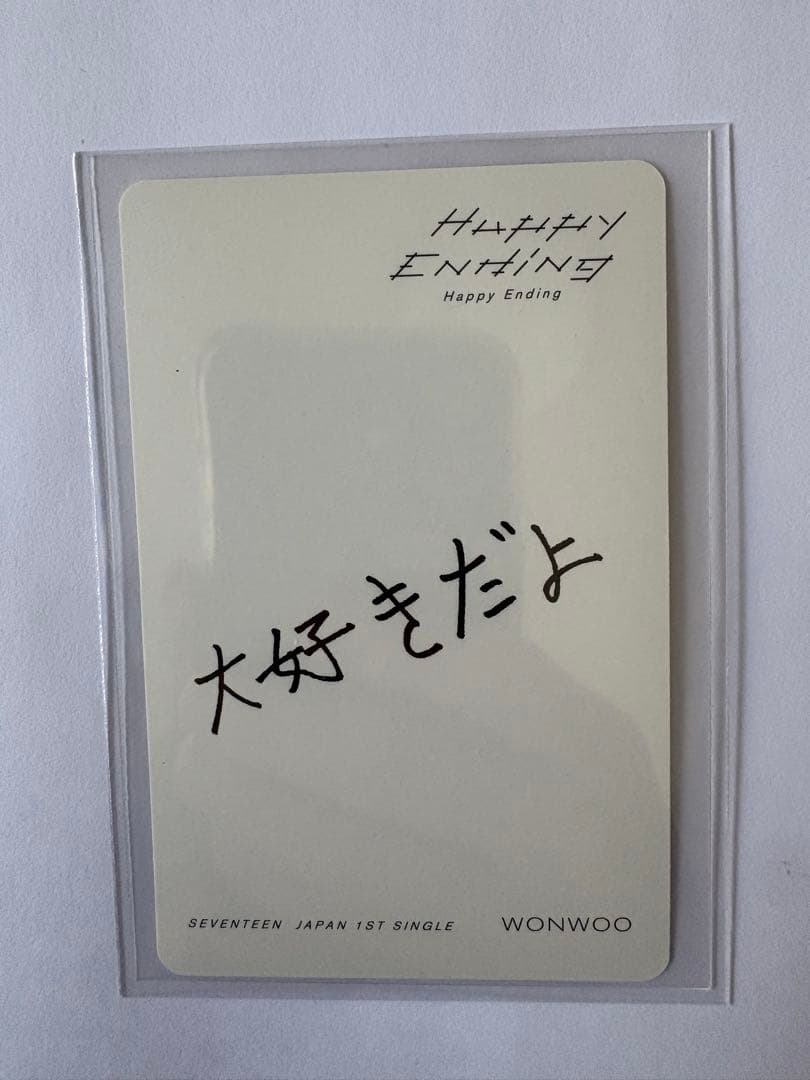 Happy
Ending
Happy Ending
大好きだよ
SEVENTEEN JAPAN 1ST SINGLE WONWOO